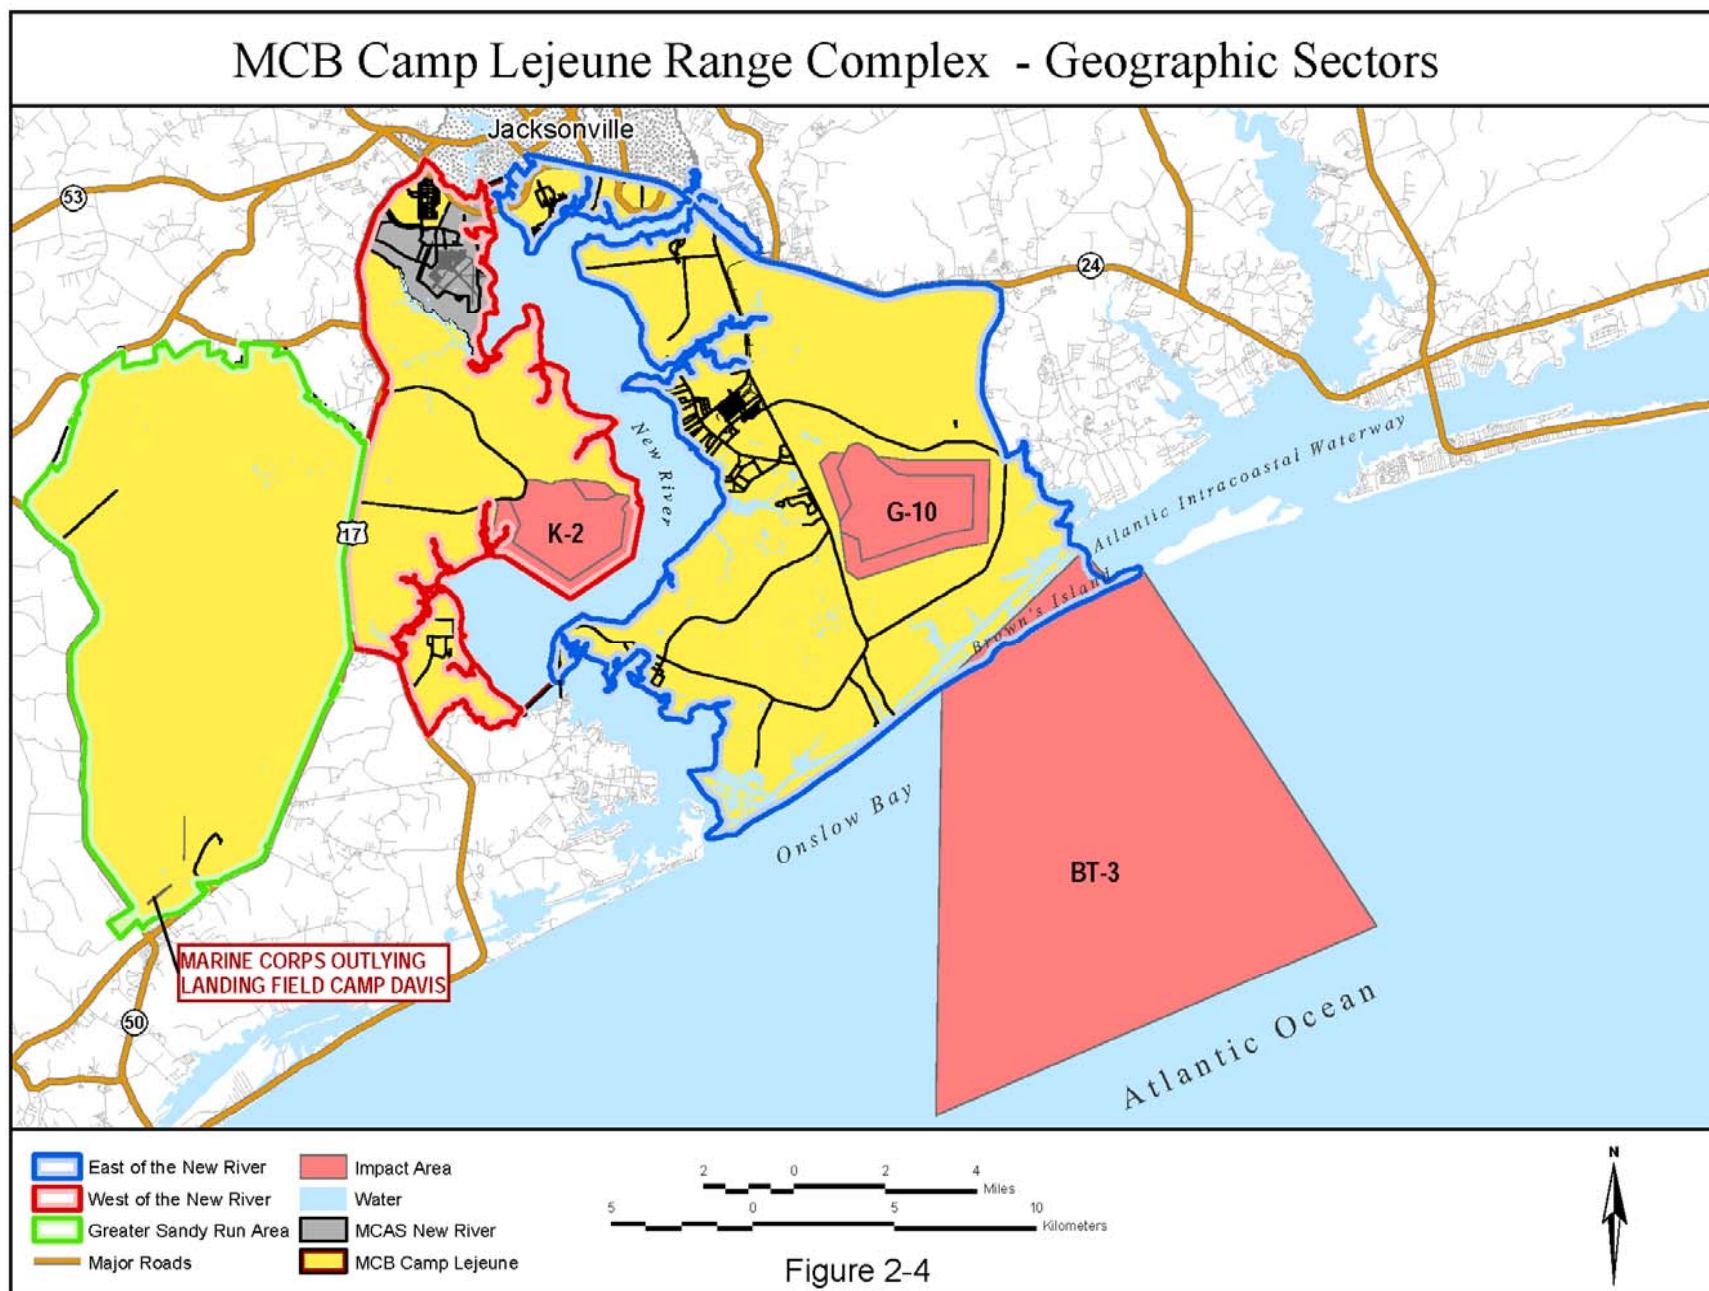 MCB Camp Lejeune Range Complex - Geographic Sectors
Jacksonville
53
24
New River
Atlantic Intracoastal Waterway
K-2
G-10
17
Brown's Island
Onslow Bay
BT-3
MARINE CORPS OUTLYING
LANDING FIELD CAMP DAVIS
50
Atlantic Ocean
East of the New River
West of the New River
Greater Sandy Run Area
Major Roads
Impact Area
Water
MCAS New River
MCB Camp Lejeune
2 0 2 4
Miles
5 0 5 10
Kilometers
Figure 2-4
N